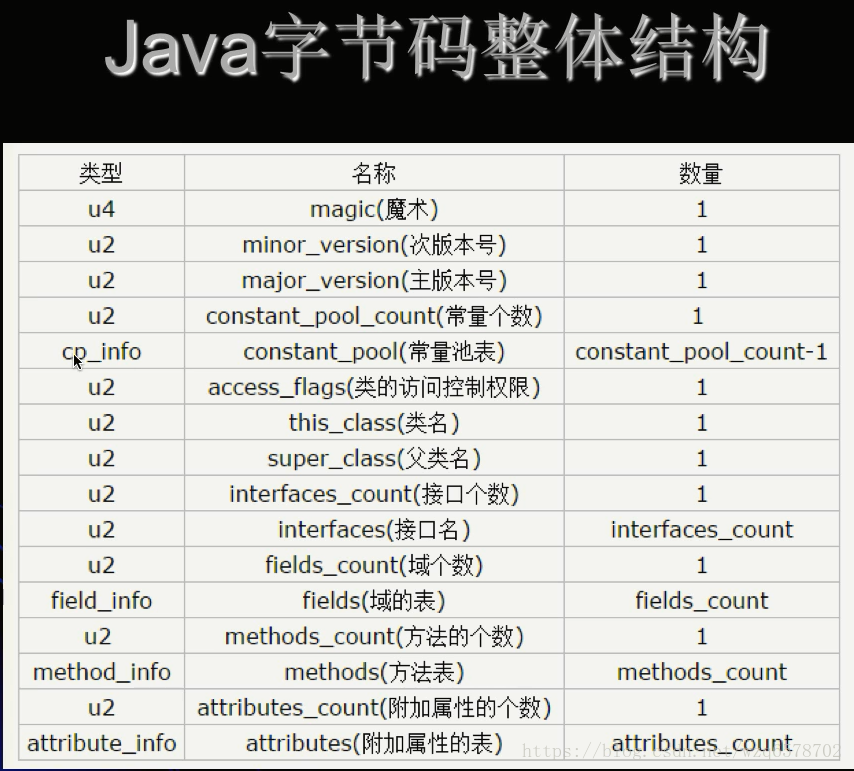 Java字节码整体结构
类型 名称 数量
u4 magic(魔术) 1
u2 minor_version(次版本号) 1
u2 major_version(主版本号) 1
u2 constant_pool_count(常量个数) 1
cp_info constant_pool(常量池表) constant_pool_count-1
u2 access_flags(类的访问控制权限) 1
u2 this_class(类名) 1
u2 super_class(父类名) 1
u2 interfaces_count(接口个数) 1
u2 interfaces(接口名) interfaces_count
u2 fields_count(域个数) 1
field_info fields(域的表) fields_count
u2 methods_count(方法的个数) 1
method_info methods(方法表) methods_count
u2 attributes_count(附加属性的个数) 1
attribute_info attributes(附加属性的表) attributes_count
https://blog.csdn.net/wzq6578702